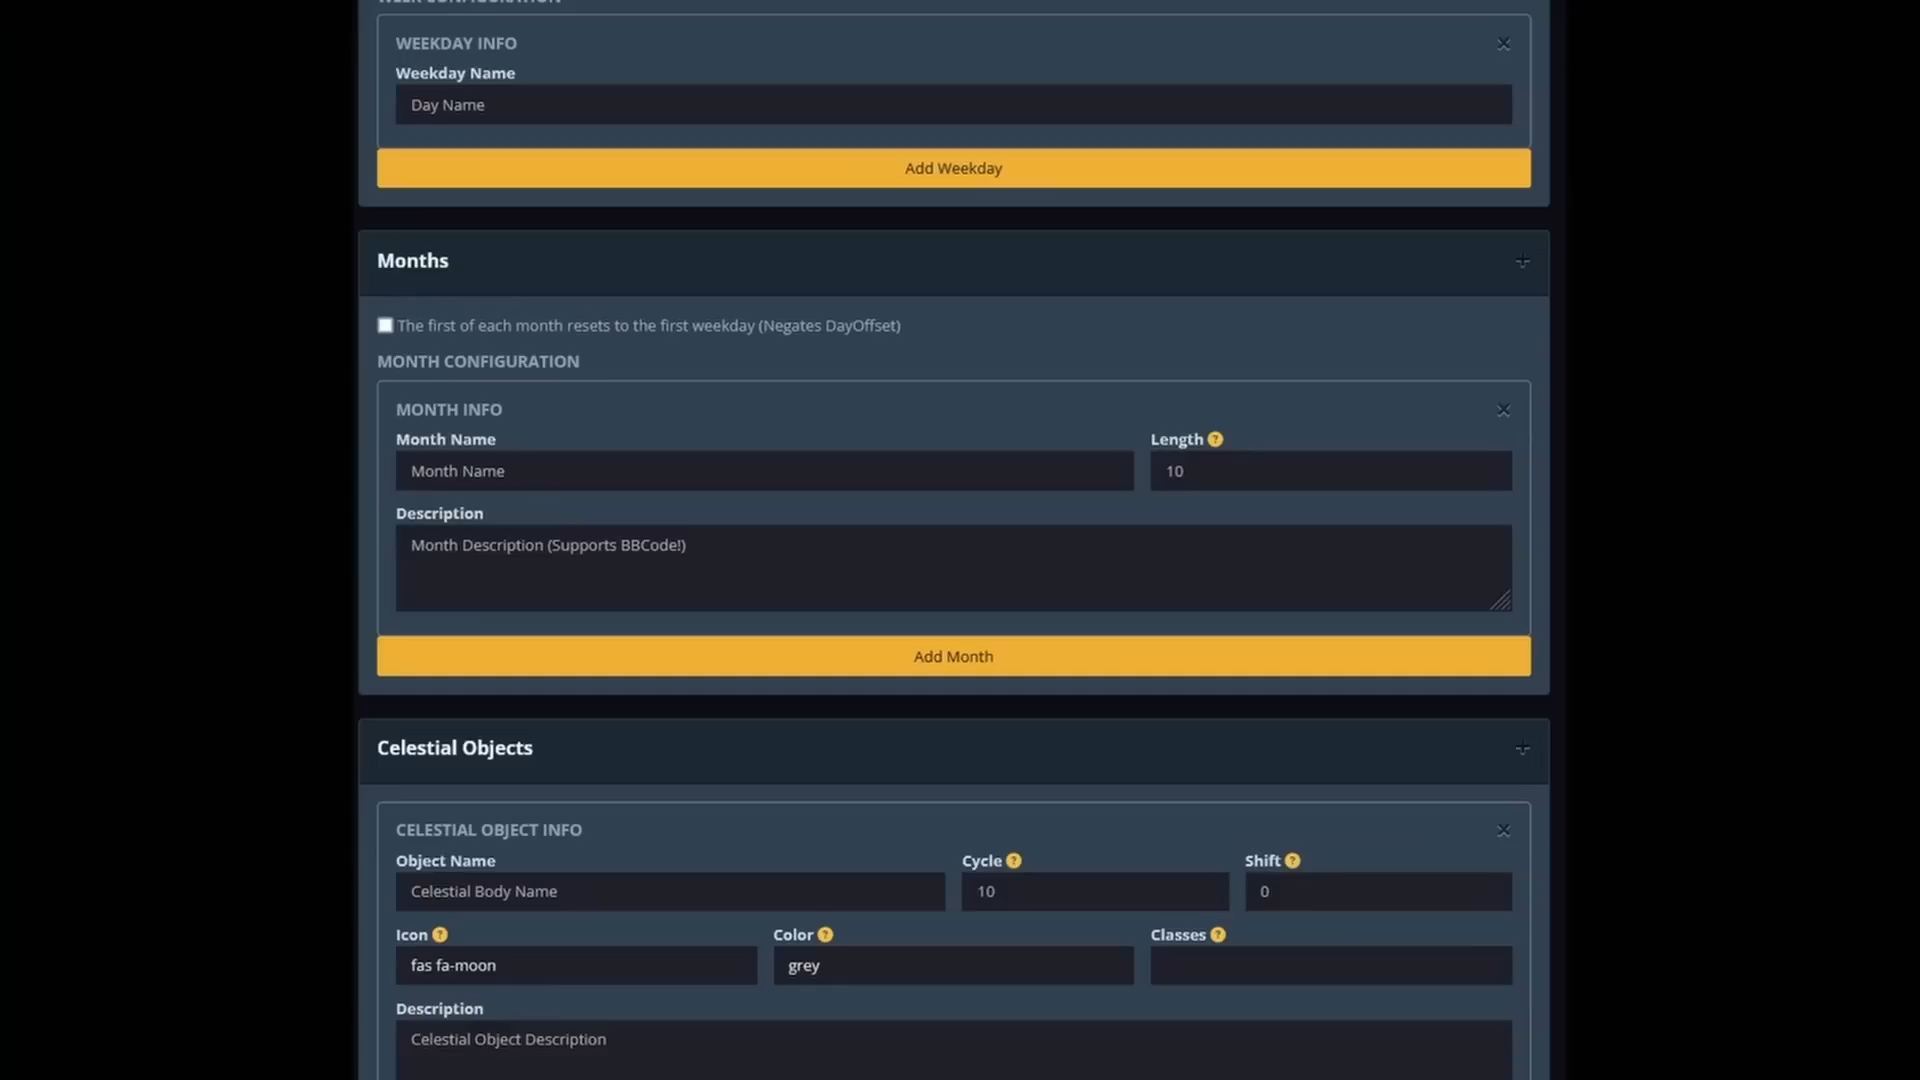 WEEK CONFIGURATION
WEEKDAY INFO
Weekday Name
Day Name
Add Weekday
Months
The first of each month resets to the first weekday (Negates DayOffset)
MONTH CONFIGURATION
MONTH INFO
Month Name
Length ?
Month Name
10
Description
Month Description (Supports BBCode!)
Add Month
Celestial Objects
CELESTIAL OBJECT INFO
Object Name
Cycle ?
Shift ?
Celestial Body Name
10
0
Icon ?
Color ?
Classes ?
fas fa-moon
grey
Description
Celestial Object Description